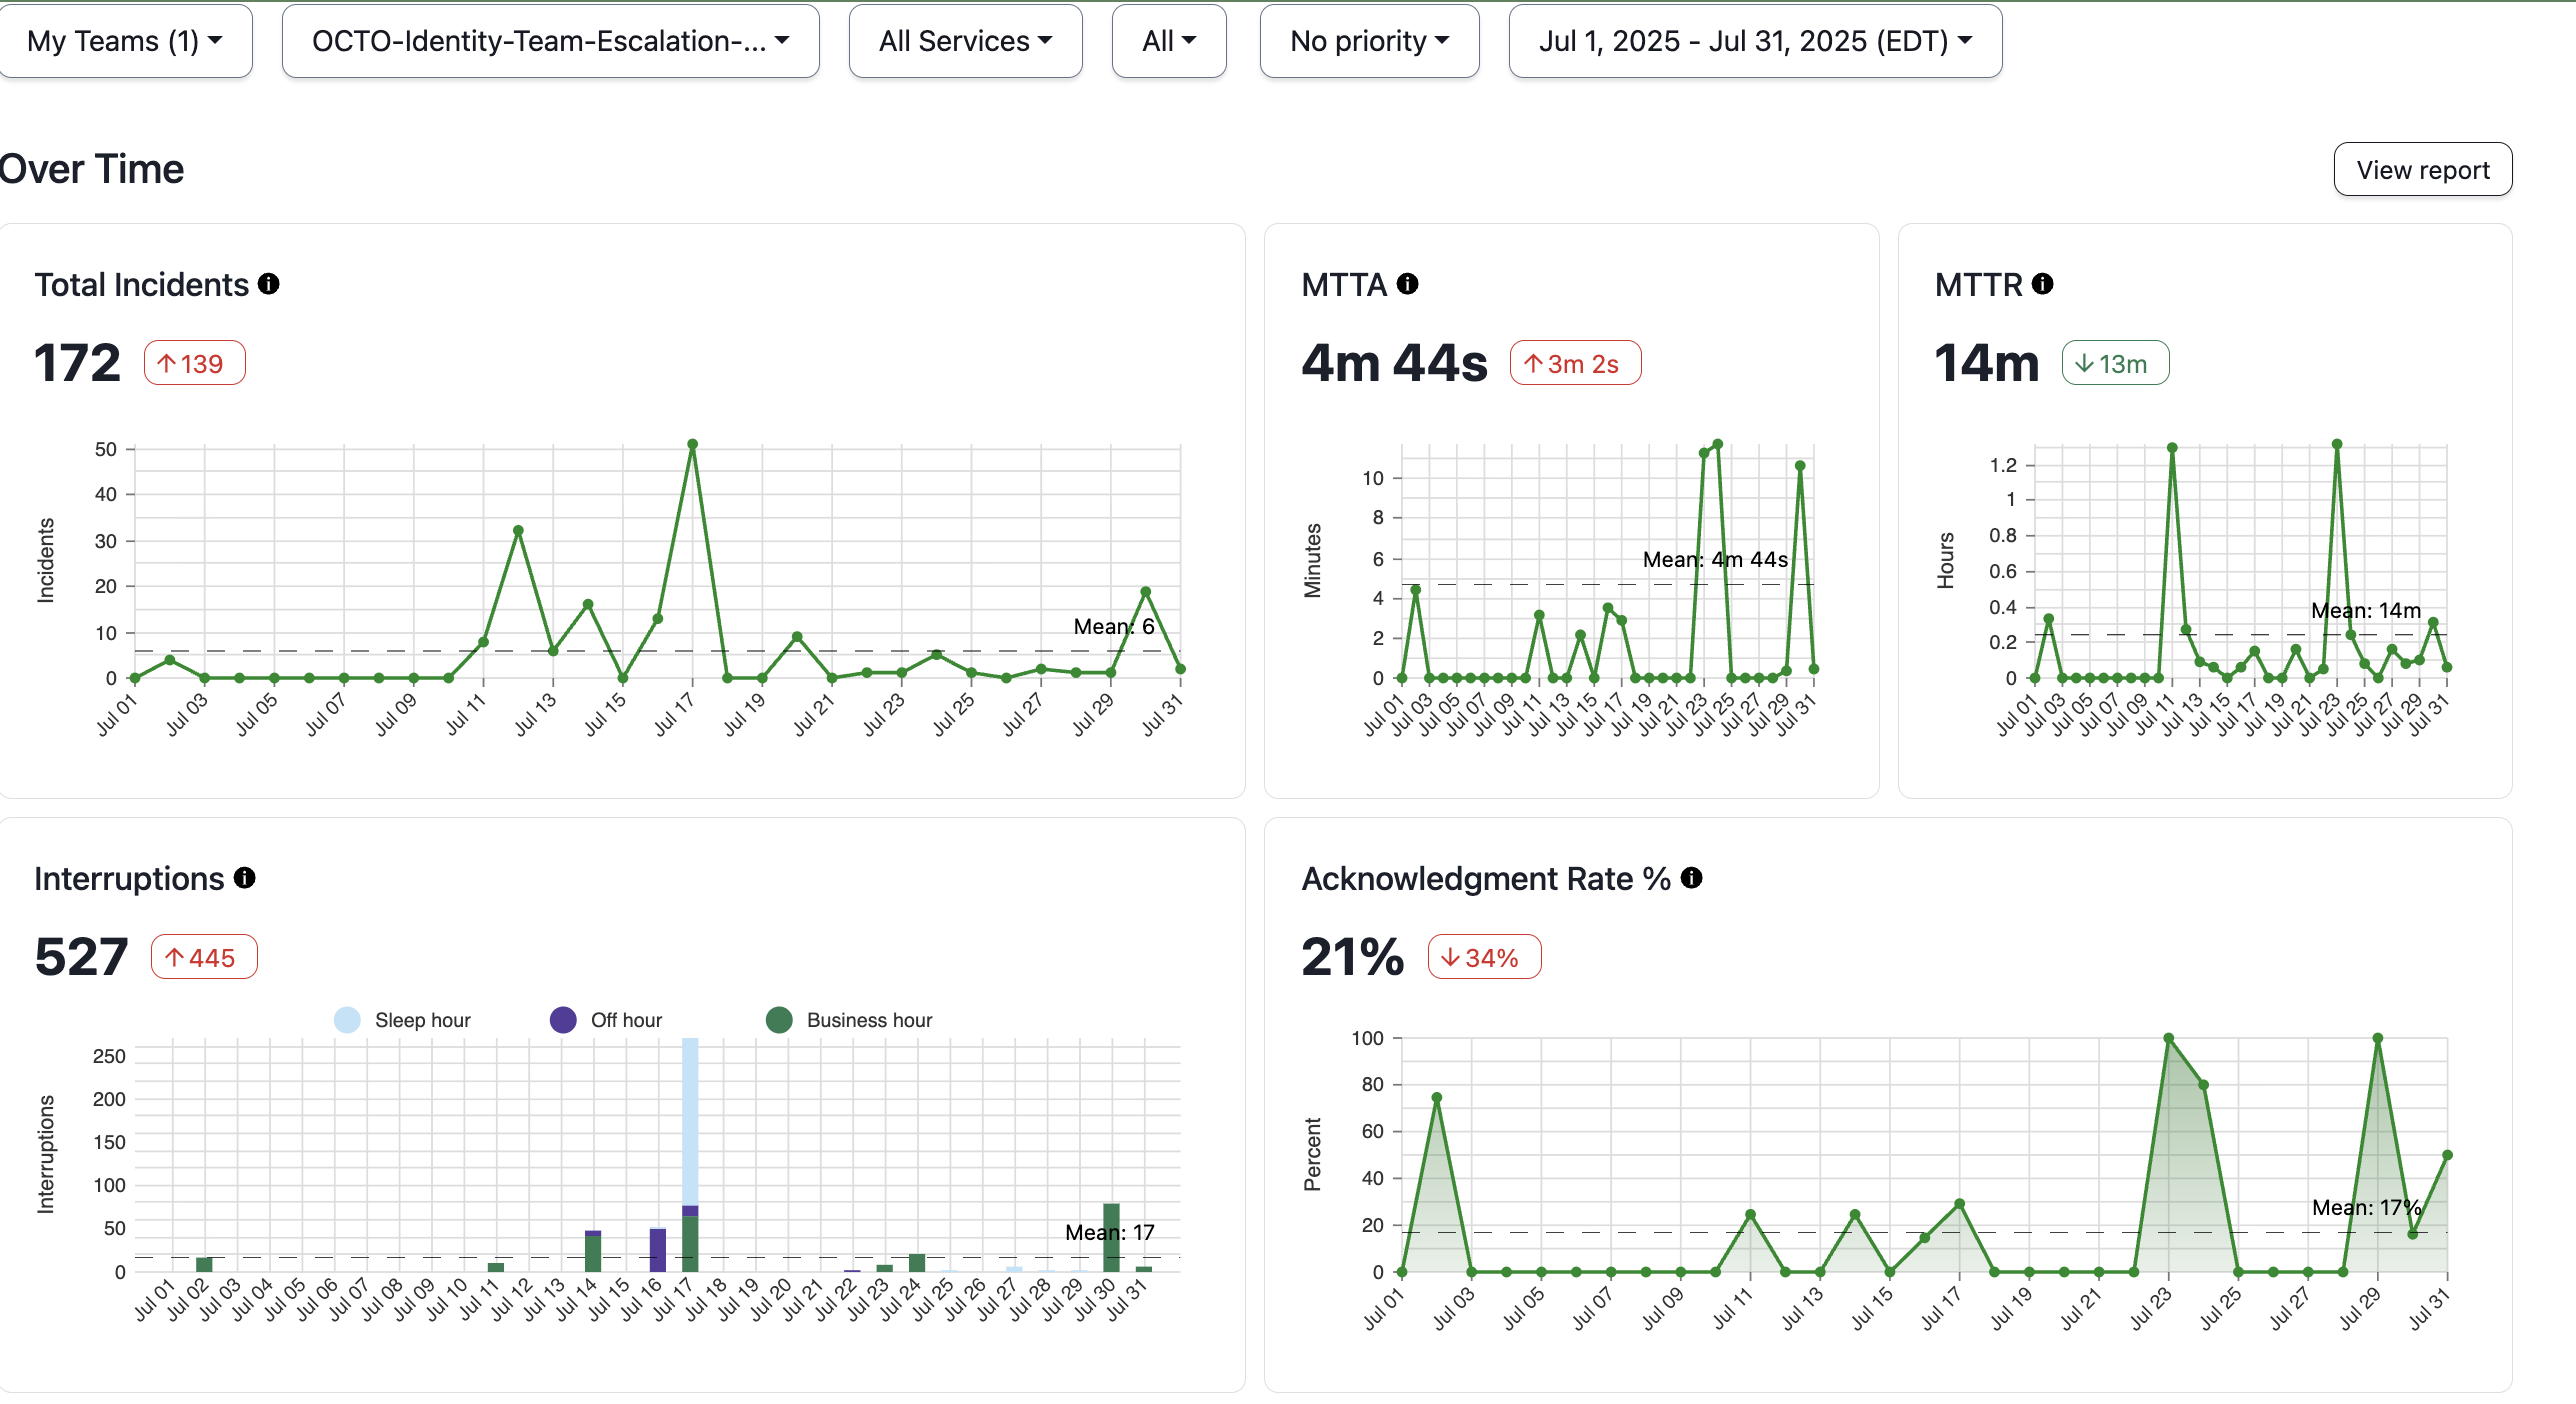 My Teams (1)
OCTO-Identity-Team-Escalation-...
All Services
All
No priority
Jul 1, 2025 - Jul 31, 2025 (EDT)
Over Time
View report
Total Incidents
172
↑139
Incidents
50
40
30
20
10
0
Mean: 6
Jul 01
Jul 03
Jul 05
Jul 07
Jul 09
Jul 11
Jul 13
Jul 15
Jul 17
Jul 19
Jul 21
Jul 23
Jul 25
Jul 27
Jul 29
Jul 31
MTTA
4m 44s
↑3m 2s
Minutes
10
8
6
4
2
0
Mean: 4m 44s
Jul 01
Jul 03
Jul 05
Jul 07
Jul 09
Jul 11
Jul 13
Jul 15
Jul 17
Jul 19
Jul 21
Jul 23
Jul 25
Jul 27
Jul 29
Jul 31
MTTR
14m
↓13m
Hours
1.2
1
0.8
0.6
0.4
0.2
0
Mean: 14m
Jul 01
Jul 03
Jul 05
Jul 07
Jul 09
Jul 11
Jul 13
Jul 15
Jul 17
Jul 19
Jul 21
Jul 23
Jul 25
Jul 27
Jul 29
Jul 31
Interruptions
527
↑445
Sleep hour
Off hour
Business hour
Interruptions
250
200
150
100
50
0
Mean: 17
Jul 01
Jul 02
Jul 03
Jul 04
Jul 05
Jul 06
Jul 07
Jul 08
Jul 09
Jul 10
Jul 11
Jul 12
Jul 13
Jul 14
Jul 15
Jul 16
Jul 17
Jul 18
Jul 19
Jul 20
Jul 21
Jul 22
Jul 23
Jul 24
Jul 25
Jul 26
Jul 27
Jul 28
Jul 29
Jul 30
Jul 31
Acknowledgment Rate %
21%
↓34%
Percent
100
80
60
40
20
0
Mean: 17%
Jul 01
Jul 03
Jul 05
Jul 07
Jul 09
Jul 11
Jul 13
Jul 15
Jul 17
Jul 19
Jul 21
Jul 23
Jul 25
Jul 27
Jul 29
Jul 31